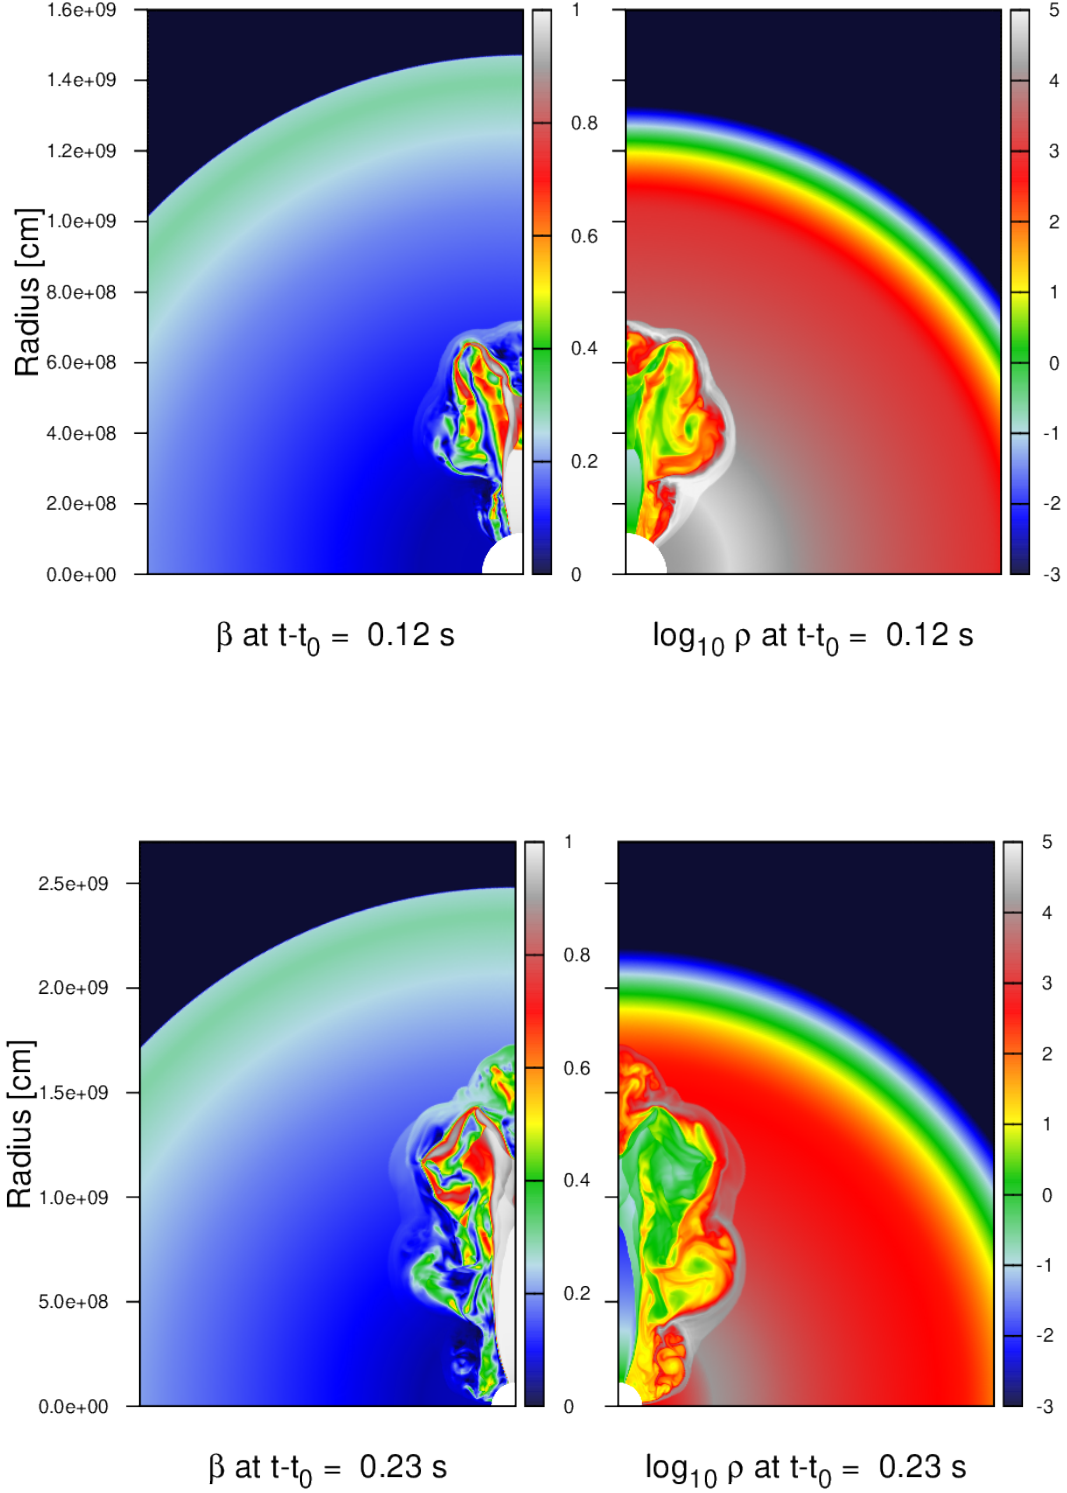 1.6e+09
1.4e+09
1.2e+09
1.0e+09
8.0e+08
6.0e+08
4.0e+08
2.0e+08
0.0e+00
Radius [cm]
1
0.8
0.6
0.4
0.2
0
5
4
3
2
1
0
-1
-2
-3
β at t-t0 = 0.12 s
log10 ρ at t-t0 = 0.12 s
2.5e+09
2.0e+09
1.5e+09
1.0e+09
5.0e+08
0.0e+00
Radius [cm]
1
0.8
0.6
0.4
0.2
0
5
4
3
2
1
0
-1
-2
-3
β at t-t0 = 0.23 s
log10 ρ at t-t0 = 0.23 s